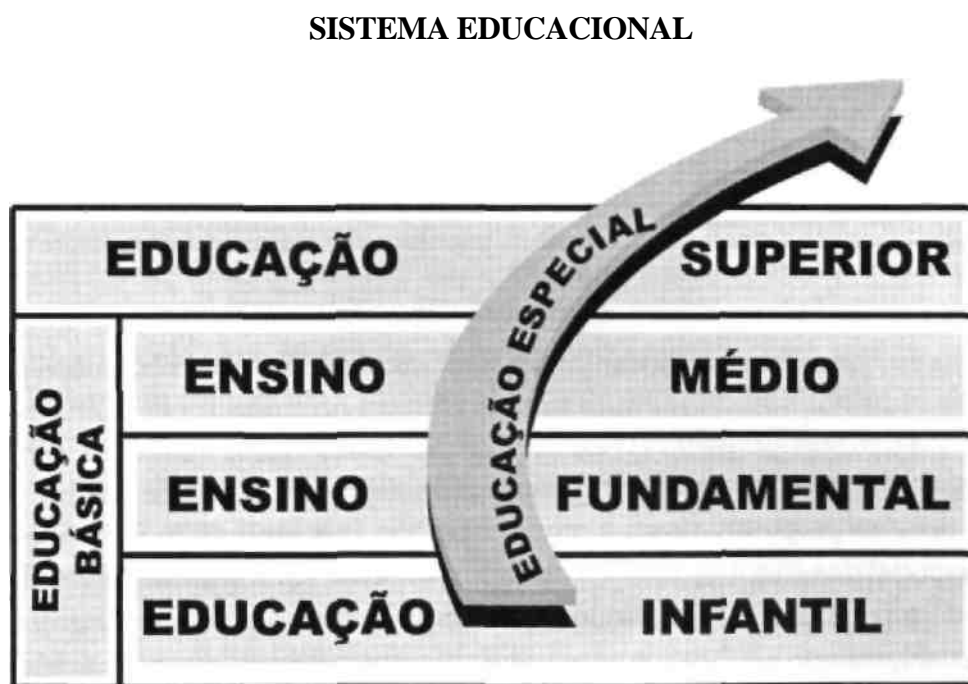 SISTEMA EDUCACIONAL
EDUCAÇÃO SUPERIOR
EDUCAÇÃO ESPECIAL
EDUCAÇÃO
BÁSICA
ENSINO MÉDIO
ENSINO FUNDAMENTAL
EDUCAÇÃO INFANTIL